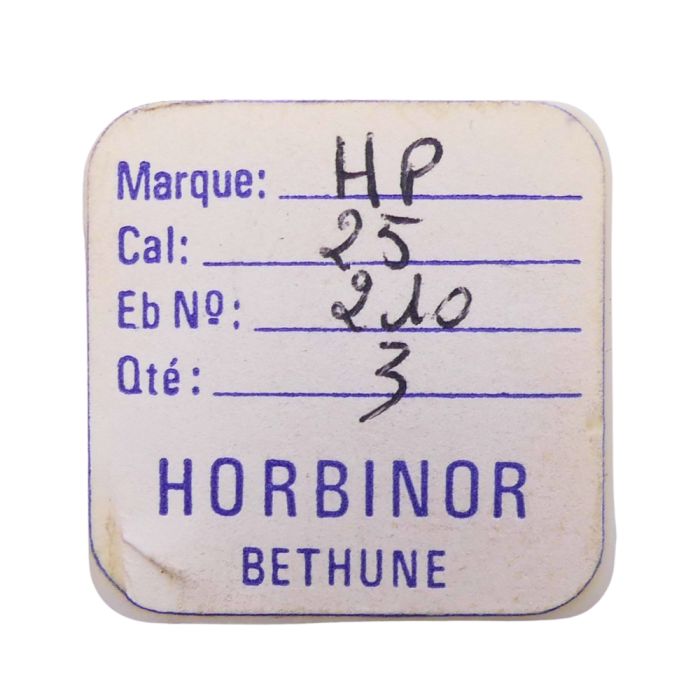 Marque: HP
Cal: 25
Eb Nº: 210
Qté: 3
HORBINOR
BETHUNE